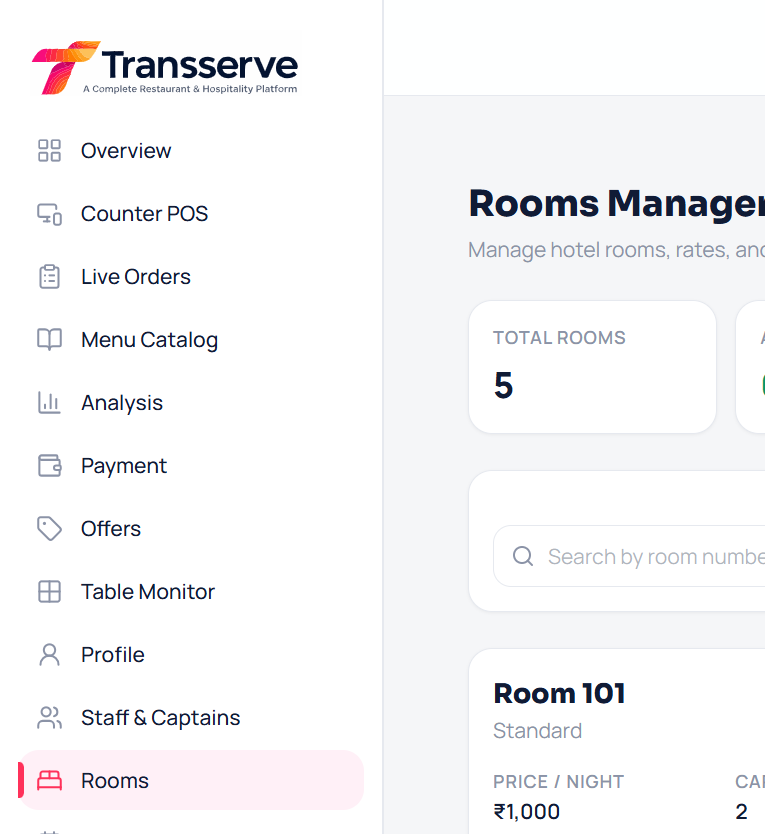 Transserve
A Complete Restaurant & Hospitality Platform
Overview
Counter POS
Live Orders
Menu Catalog
Analysis
Payment
Offers
Table Monitor
Profile
Staff & Captains
Rooms
Rooms Manager
Manage hotel rooms, rates, and
TOTAL ROOMS
5
Search by room numbe
Room 101
Standard
PRICE / NIGHT
CAP
₹1,000
2